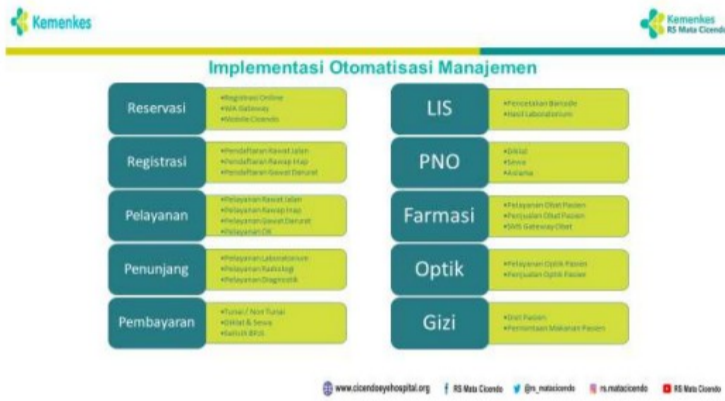 Kemenkes
Kemenkes
RS Mata Cicendo
Implementasi Otomatisasi Manajemen
Reservasi
•Registrasi Online
•WA Gateway
•Mobile Cicendo
Registrasi
•Pendaftaran Rawat Jalan
•Pendaftaran Rawap Inap
•Pendaftaran Gawat Darurat
Pelayanan
•Pelayanan Rawat Jalan
•Pelayanan Rawap Inap
•Pelayanan Gawat Darurat
•Pelayanan OK
Penunjang
•Pelayanan Laboratorium
•Pelayanan Radiologi
•Pelayanan Diagnostik
Pembayaran
•Tunai / Non Tunai
•Diklat & Sewa
BPJS
LIS
•Pencetakan Barcode
•Hasil Laboratorium
PNO
•Diklat
•Sewa
•Asrama
Farmasi
•Pelayanan Obat Pasien
•Penjualan Obat Pasien
•SMS Gateway Obat
Optik
•Pelayanan Optik Pasien
•Penjualan Optik Pasien
Gizi
•Diet Pasien
•Permintaan Makanan Pasien
www.cicendoeyehospital.org RS Mata Cicendo @rs_matacicendo rs.matacicendo RS Mata Cicendo